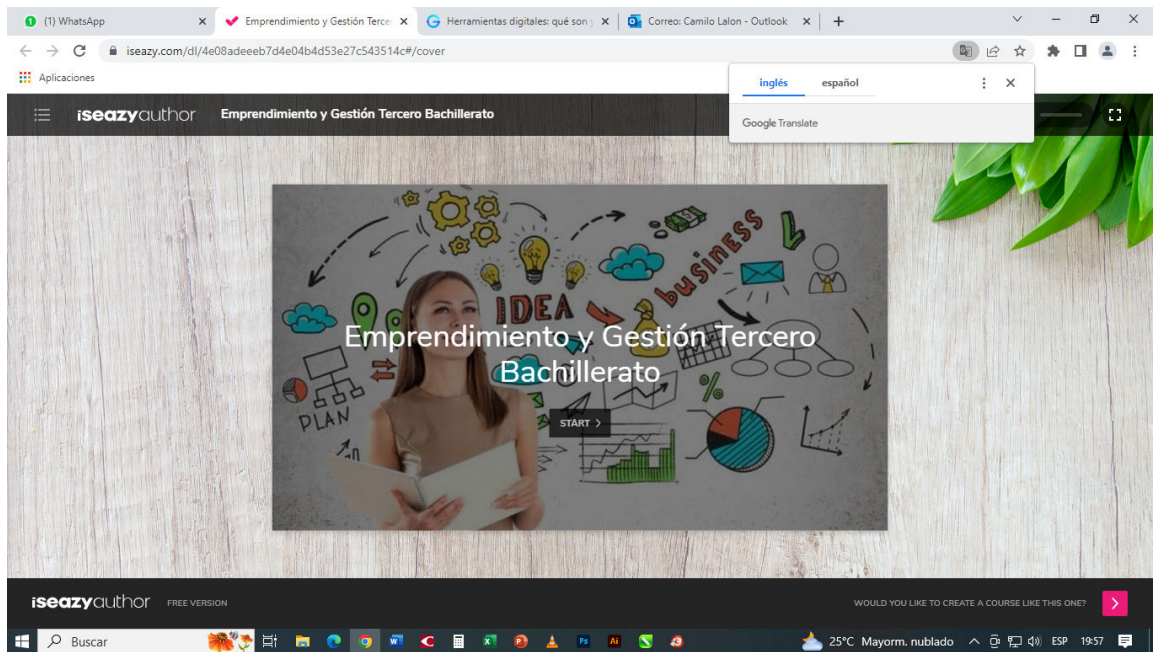 (1) WhatsApp
Emprendimiento y Gestión Terce
Herramientas digitales: qué son y
Correo: Camilo Lalon - Outlook
iseazy.com/dl/4e08adeeeb7d4e04b4d53e27c543514c#/cover
Aplicaciones
inglés español
Google Translate
iseazyauthor Emprendimiento y Gestión Tercero Bachillerato
IDEA
business
Emprendimiento y Gestión Tercero
Bachillerato
PLAN
%
START >
iseazyauthor FREE VERSION
WOULD YOU LIKE TO CREATE A COURSE LIKE THIS ONE?
Buscar
25°C Mayorm. nublado ESP 19:57